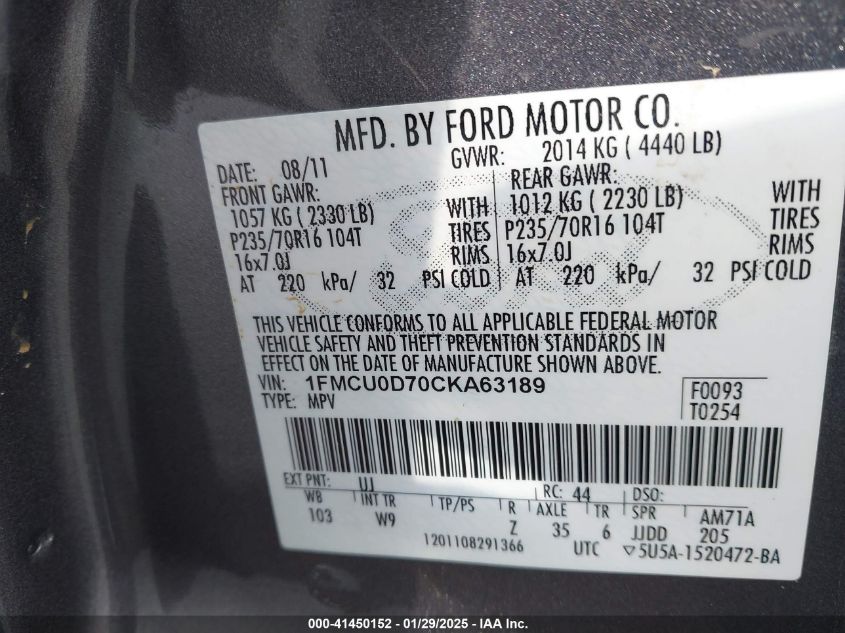 MFD. BY FORD MOTOR CO.
DATE: 08/11 GVWR: 2014 KG ( 4440 LB)
FRONT GAWR: REAR GAWR:
1057 KG ( 2330 LB) WITH 1012 KG ( 2230 LB) WITH
P235/70R16 104T TIRES P235/70R16 104T TIRES
16x7.0J RIMS 16x7.0J RIMS
AT 220 kPa/ 32 PSI COLD AT 220 kPa/ 32 PSI COLD
THIS VEHICLE CONFORMS TO ALL APPLICABLE FEDERAL MOTOR
VEHICLE SAFETY AND THEFT PREVENTION STANDARDS IN
EFFECT ON THE DATE OF MANUFACTURE SHOWN ABOVE.
VIN: 1FMCU0D70CKA63189 F0093
TYPE: MPV T0254
EXT PNT: UJ RC: 44 DSO:
WB INT TR TP/PS R AXLE TR SPR AM71A
103 W9 Z 35 6 JJDD 205
1201108291366 UTC ▽5U5A-1520472-BA
000-41450152 - 01/29/2025 - IAA Inc.